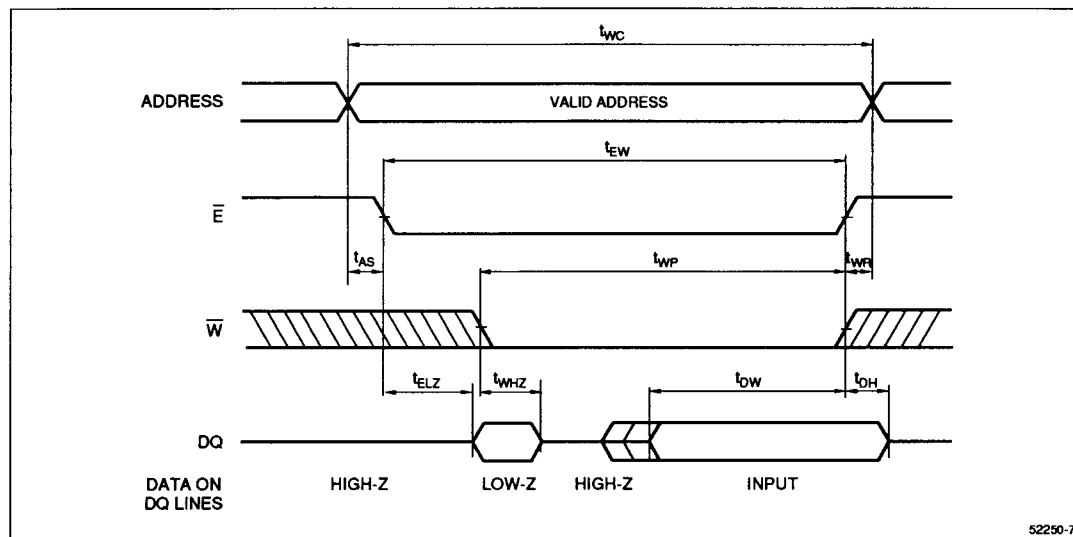 tWC
ADDRESS
VALID ADDRESS
tEW
E̅
tAS
tWP
tWR
W̅
tELZ
tWHZ
tDW
tDH
DQ
DATA ON
DQ LINES
HIGH-Z
LOW-Z
HIGH-Z
INPUT
52250-7